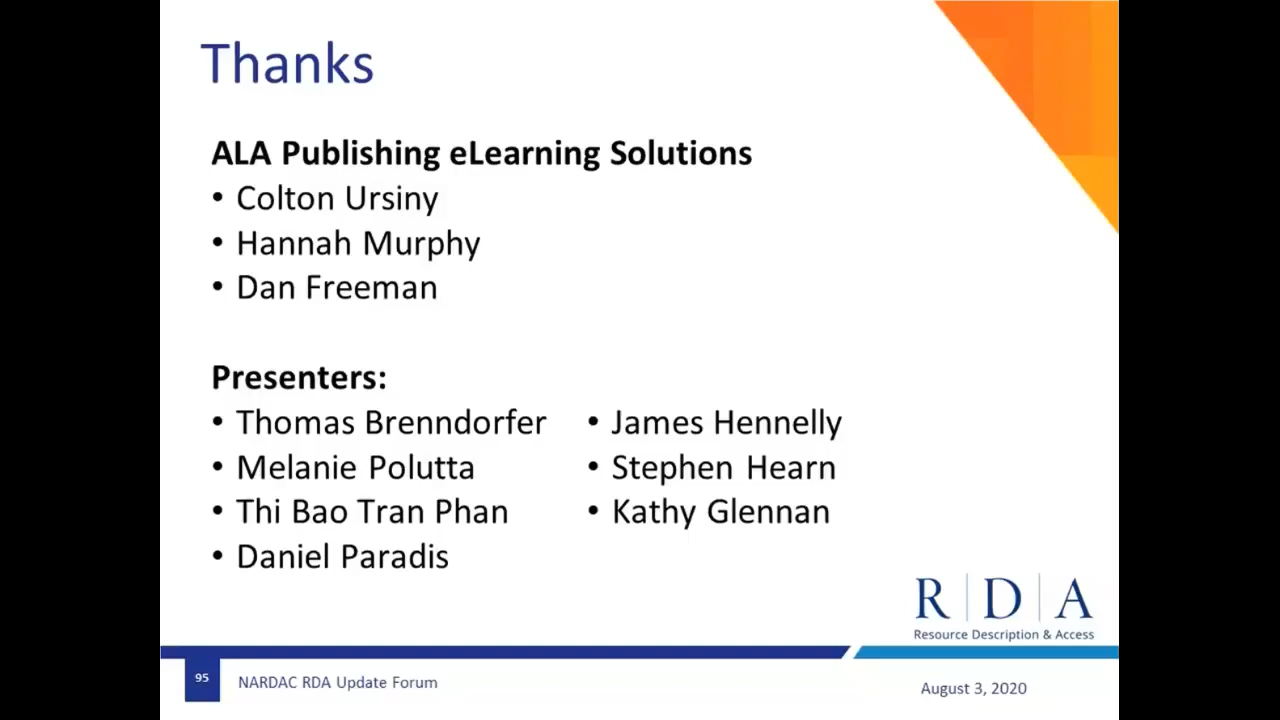 Thanks
ALA Publishing eLearning Solutions
• Colton Ursiny
• Hannah Murphy
• Dan Freeman
Presenters:
• Thomas Brenndorfer
• Melanie Polutta
• Thi Bao Tran Phan
• Daniel Paradis
• James Hennelly
• Stephen Hearn
• Kathy Glennan
R|D|A
Resource Description & Access
95
NARDAC RDA Update Forum
August 3, 2020